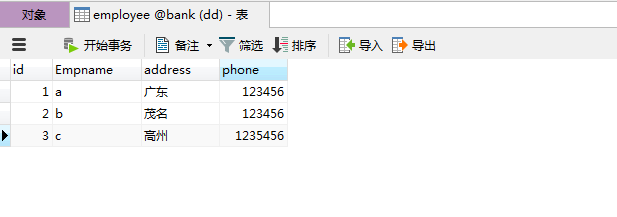 对象 employee @bank (dd) - 表
开始事务 备注 筛选 排序 导入 导出
id Empname address phone
1 a 广东 123456
2 b 茂名 123456
3 c 高州 1235456